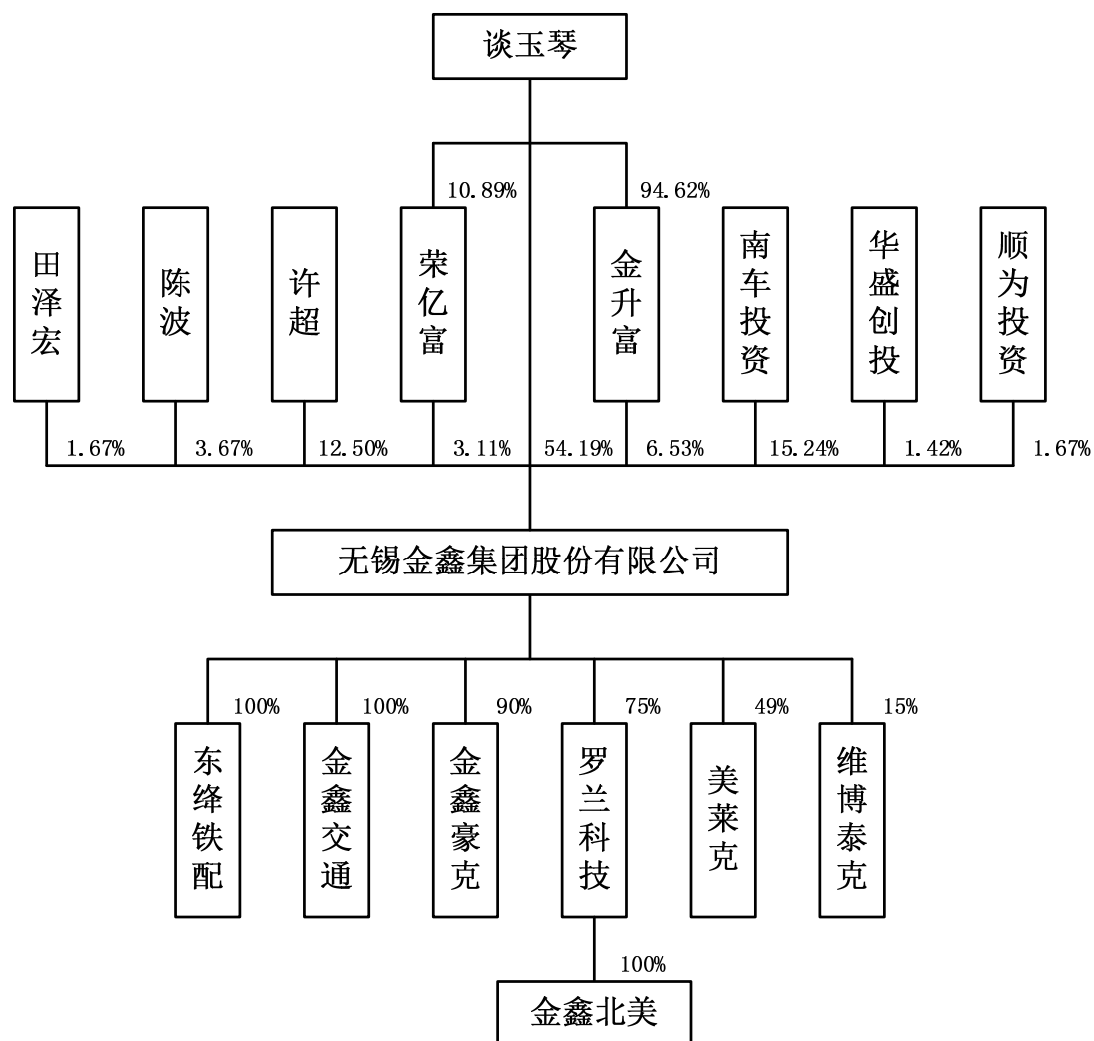 谈玉琴
10.89%
94.62%
田泽宏
陈波
许超
荣亿富
金升富
南车投资
华盛创投
顺为投资
1.67%
3.67%
12.50%
3.11%
54.19%
6.53%
15.24%
1.42%
1.67%
无锡金鑫集团股份有限公司
100%
100%
90%
75%
49%
15%
东绛铁配
金鑫交通
金鑫豪克
罗兰科技
美莱克
维博泰克
100%
金鑫北美